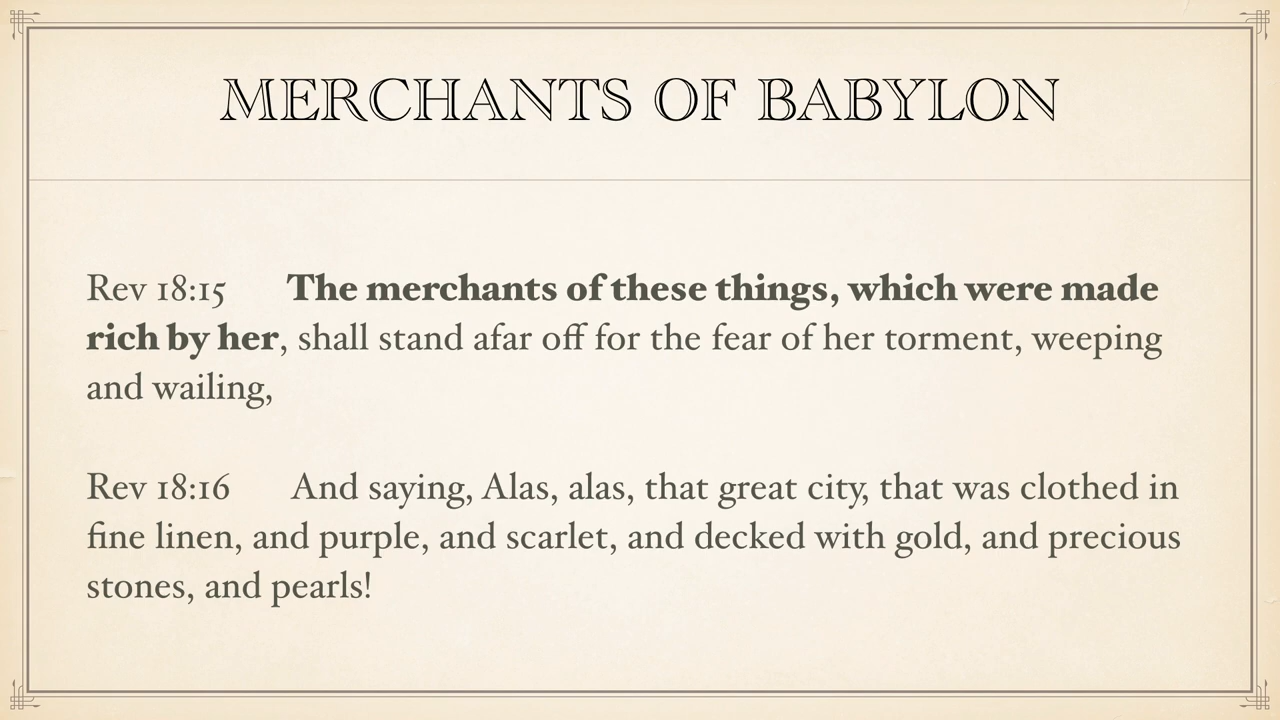 MERCHANTS OF BABYLON
Rev 18:15 The merchants of these things, which were made
rich by her, shall stand afar off for the fear of her torment, weeping
and wailing,
Rev 18:16 And saying, Alas, alas, that great city, that was clothed in
fine linen, and purple, and scarlet, and decked with gold, and precious
stones, and pearls!